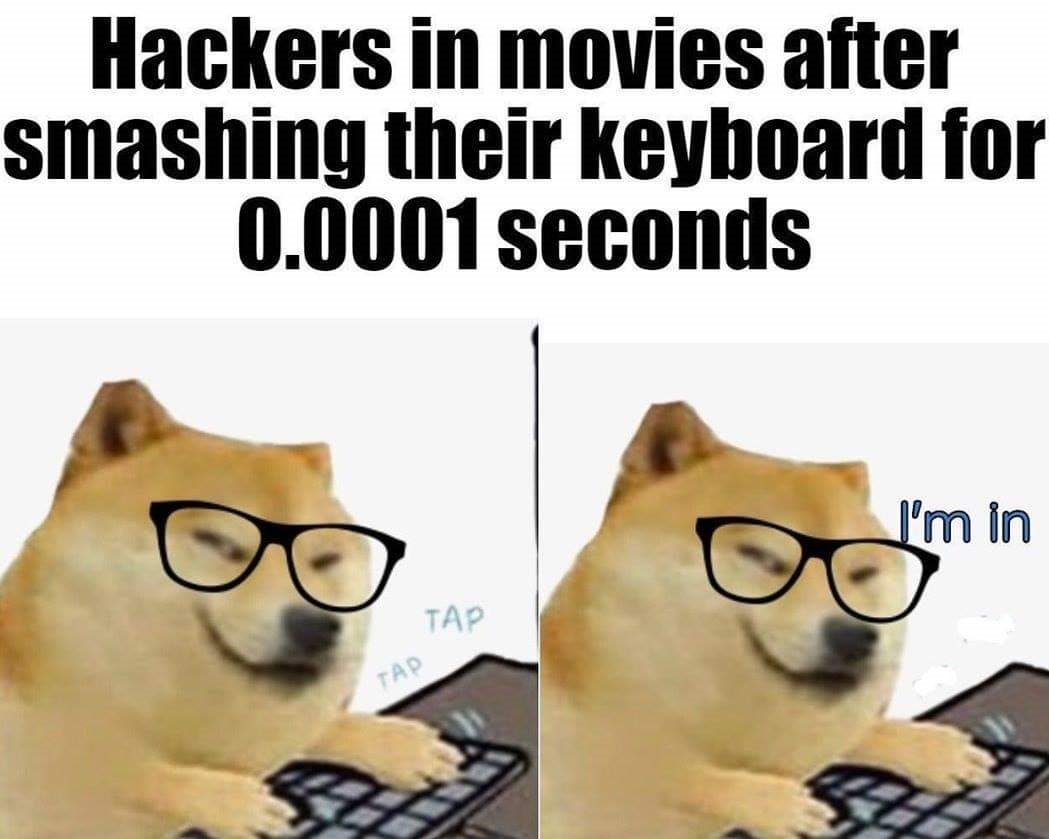 Hackers in movies after
smashing their keyboard for
0.0001 seconds
TAP
TAP
I'm in